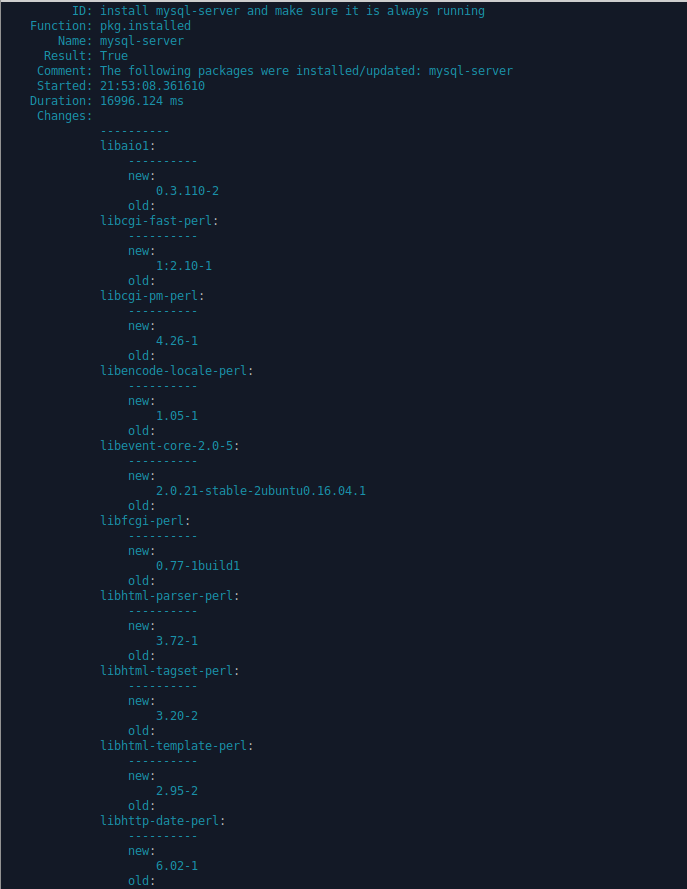 ID: install mysql-server and make sure it is always running
Function: pkg.installed
Name: mysql-server
Result: True
Comment: The following packages were installed/updated: mysql-server
Started: 21:53:08.361610
Duration: 16996.124 ms
Changes:
----------
libaio1:
----------
new:
0.3.110-2
old:
libcgi-fast-perl:
----------
new:
1:2.10-1
old:
libcgi-pm-perl:
----------
new:
4.26-1
old:
libencode-locale-perl:
----------
new:
1.05-1
old:
libevent-core-2.0-5:
----------
new:
2.0.21-stable-2ubuntu0.16.04.1
old:
libfcgi-perl:
----------
new:
0.77-1build1
old:
libhtml-parser-perl:
----------
new:
3.72-1
old:
libhtml-tagset-perl:
----------
new:
3.20-2
old:
libhtml-template-perl:
----------
new:
2.95-2
old:
libhttp-date-perl:
----------
new:
6.02-1
old: